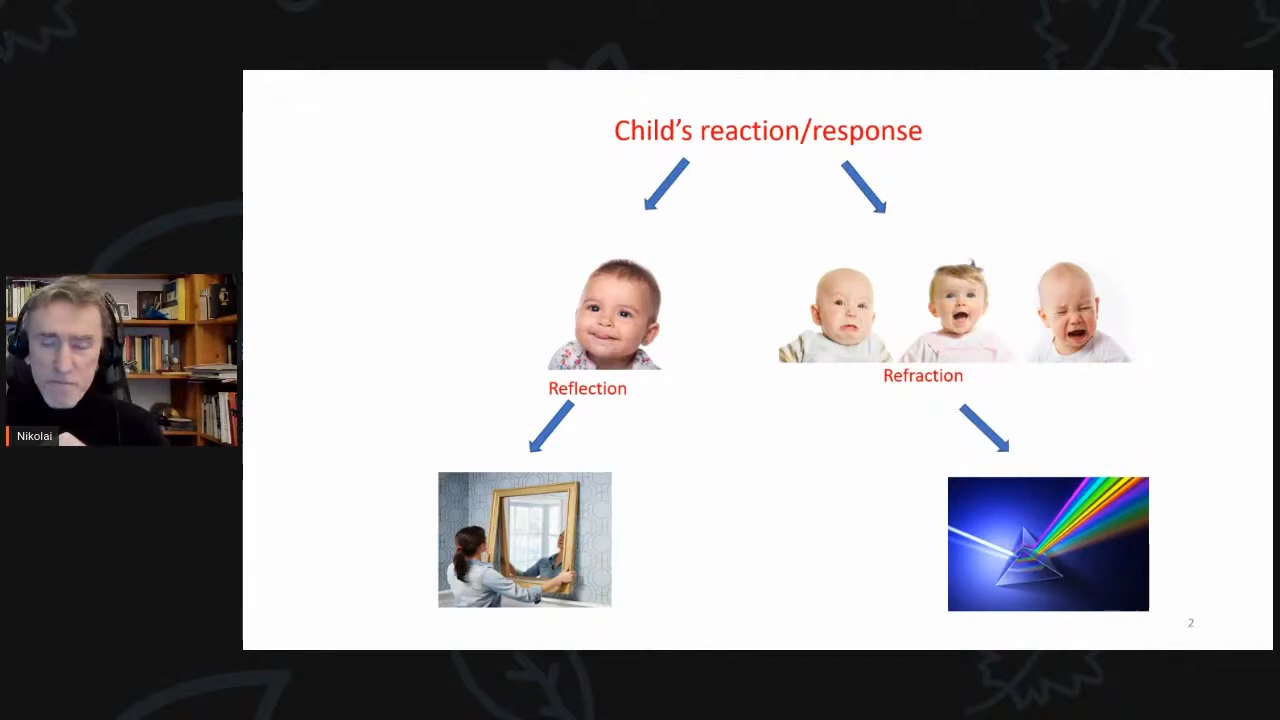 Child’s reaction/response
Reflection
Refraction
Nikolai
2